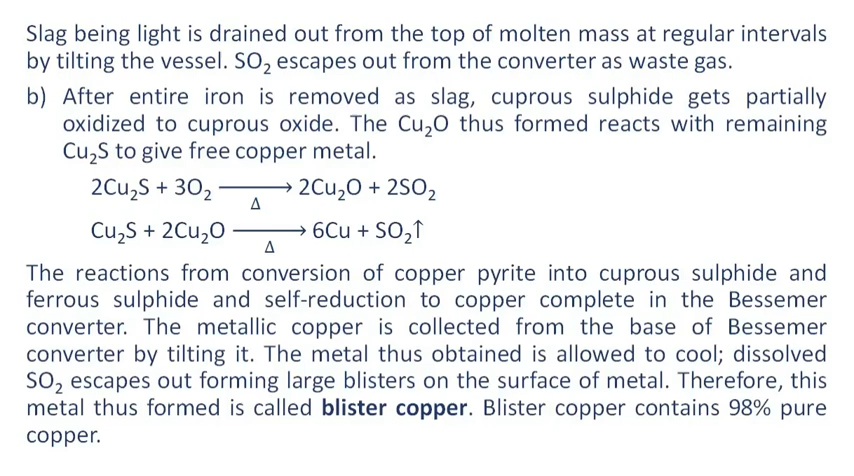 Slag being light is drained out from the top of molten mass at regular intervals
by tilting the vessel. SO₂ escapes out from the converter as waste gas.
b) After entire iron is removed as slag, cuprous sulphide gets partially
oxidized to cuprous oxide. The Cu₂O thus formed reacts with remaining
Cu₂S to give free copper metal.
2Cu₂S + 3O₂ ⟶ 2Cu₂O + 2SO₂
Δ
Cu₂S + 2Cu₂O ⟶ 6Cu + SO₂↑
Δ
The reactions from conversion of copper pyrite into cuprous sulphide and
ferrous sulphide and self-reduction to copper complete in the Bessemer
converter. The metallic copper is collected from the base of Bessemer
converter by tilting it. The metal thus obtained is allowed to cool; dissolved
SO₂ escapes out forming large blisters on the surface of metal. Therefore, this
metal thus formed is called blister copper. Blister copper contains 98% pure
copper.